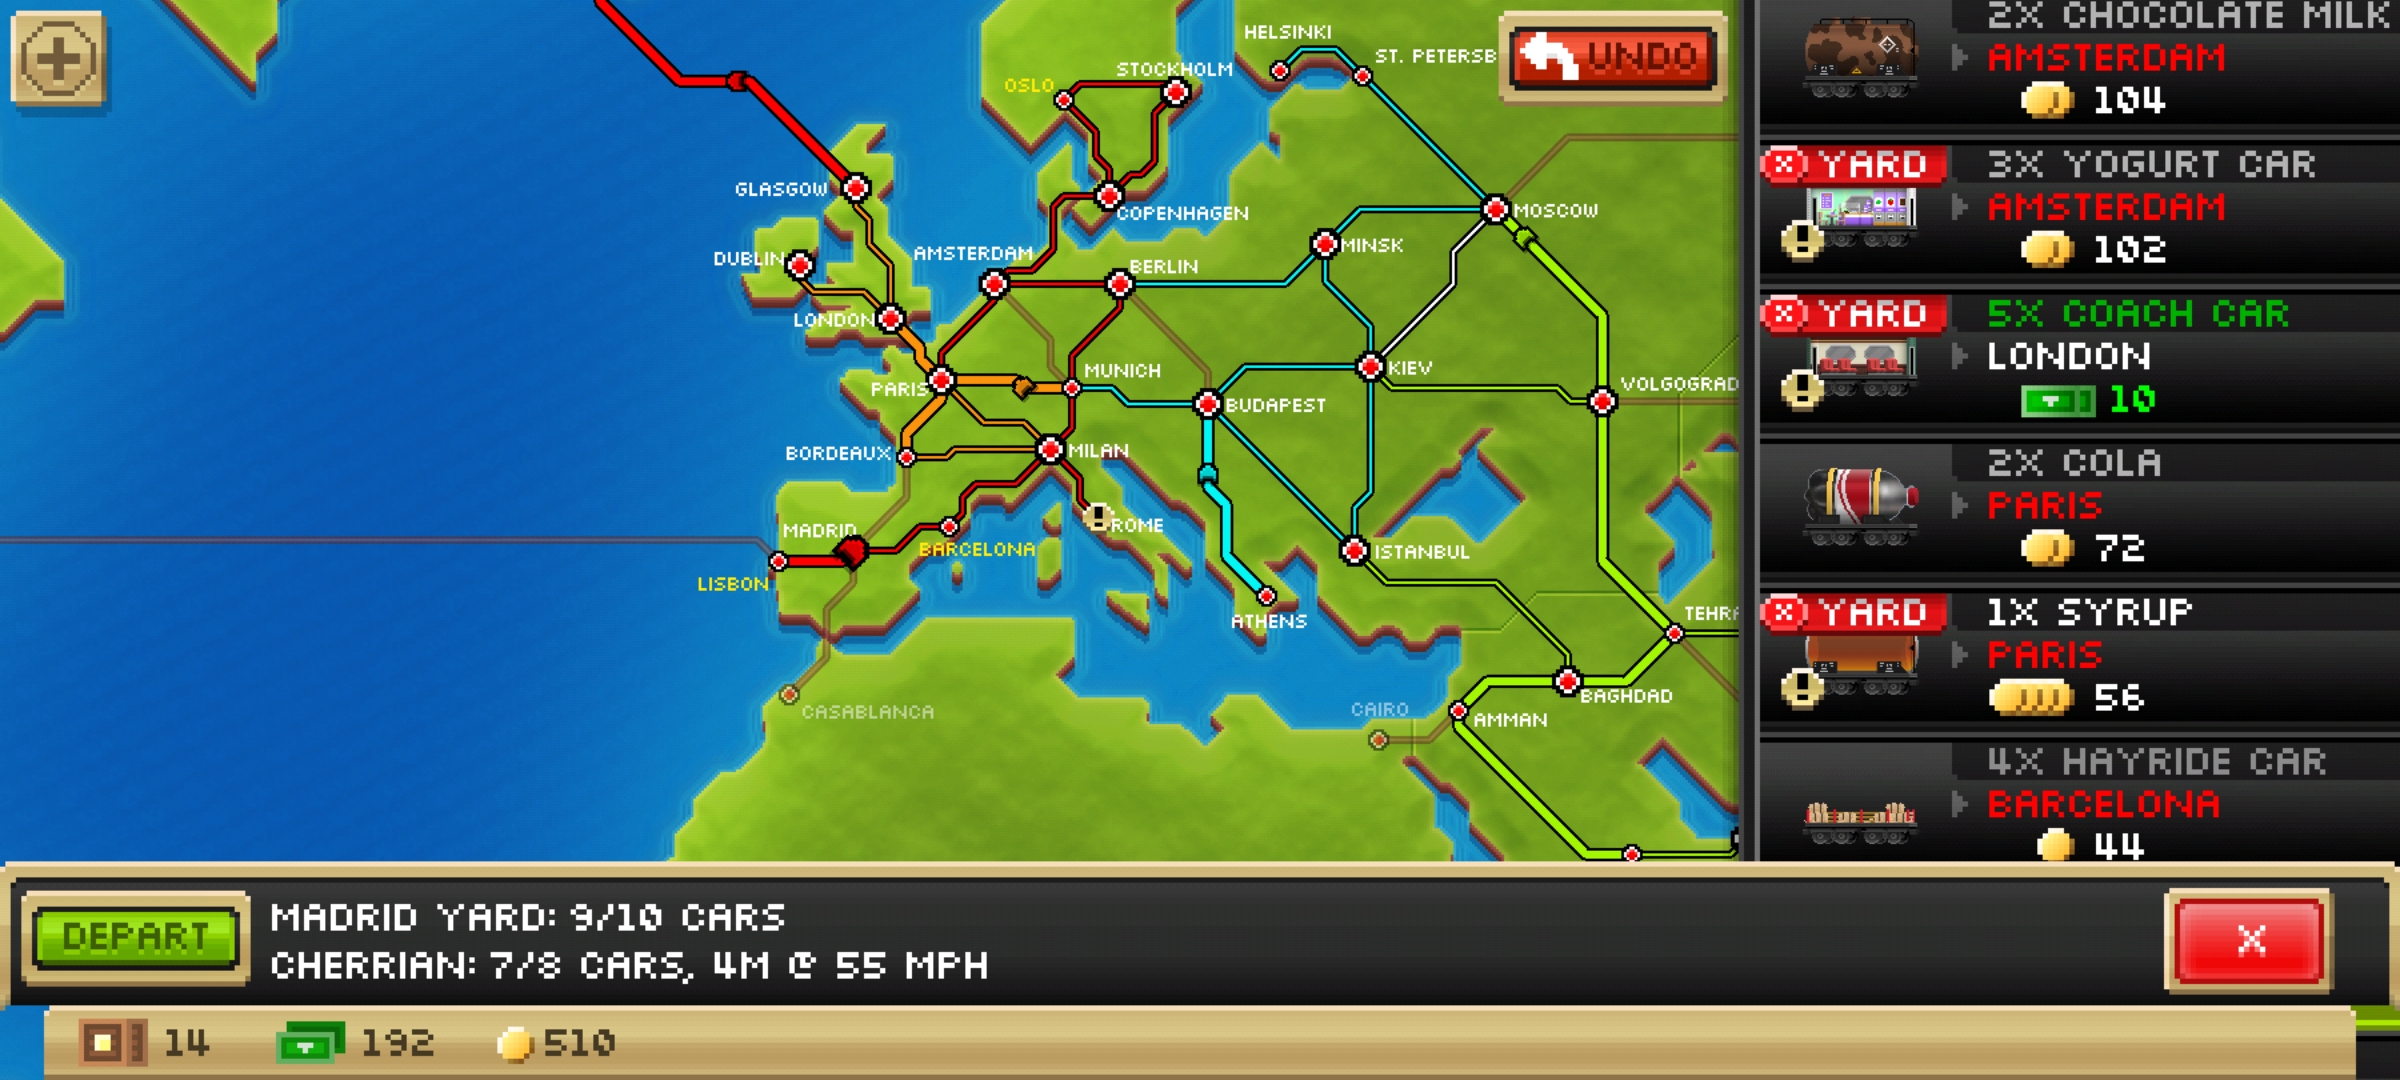 HELSINKI
UNDO
ST. PETERSB
STOCKHOLM
OSLO
GLASGOW
COPENHAGEN
MOSCOW
MINSK
AMSTERDAM
DUBLIN
BERLIN
LONDON
MUNICH
KIEV
VOLGOGRAD
PARIS
BUDAPEST
BORDEAUX
MILAN
MADRID
ROME
BARCELONA
ISTANBUL
LISBON
ATHENS
TEHRA
BAGHDAD
CASABLANCA
CAIRO
AMMAN
2X CHOCOLATE MILK
AMSTERDAM
104
YARD
3X YOGURT CAR
AMSTERDAM
102
YARD
5X COACH CAR
LONDON
10
2X COLA
PARIS
72
YARD
1X SYRUP
PARIS
56
4X HAYRIDE CAR
BARCELONA
44
DEPART
MADRID YARD: 9/10 CARS
CHERRIAN: 7/8 CARS, 4M @ 55 MPH
X
14
192
510